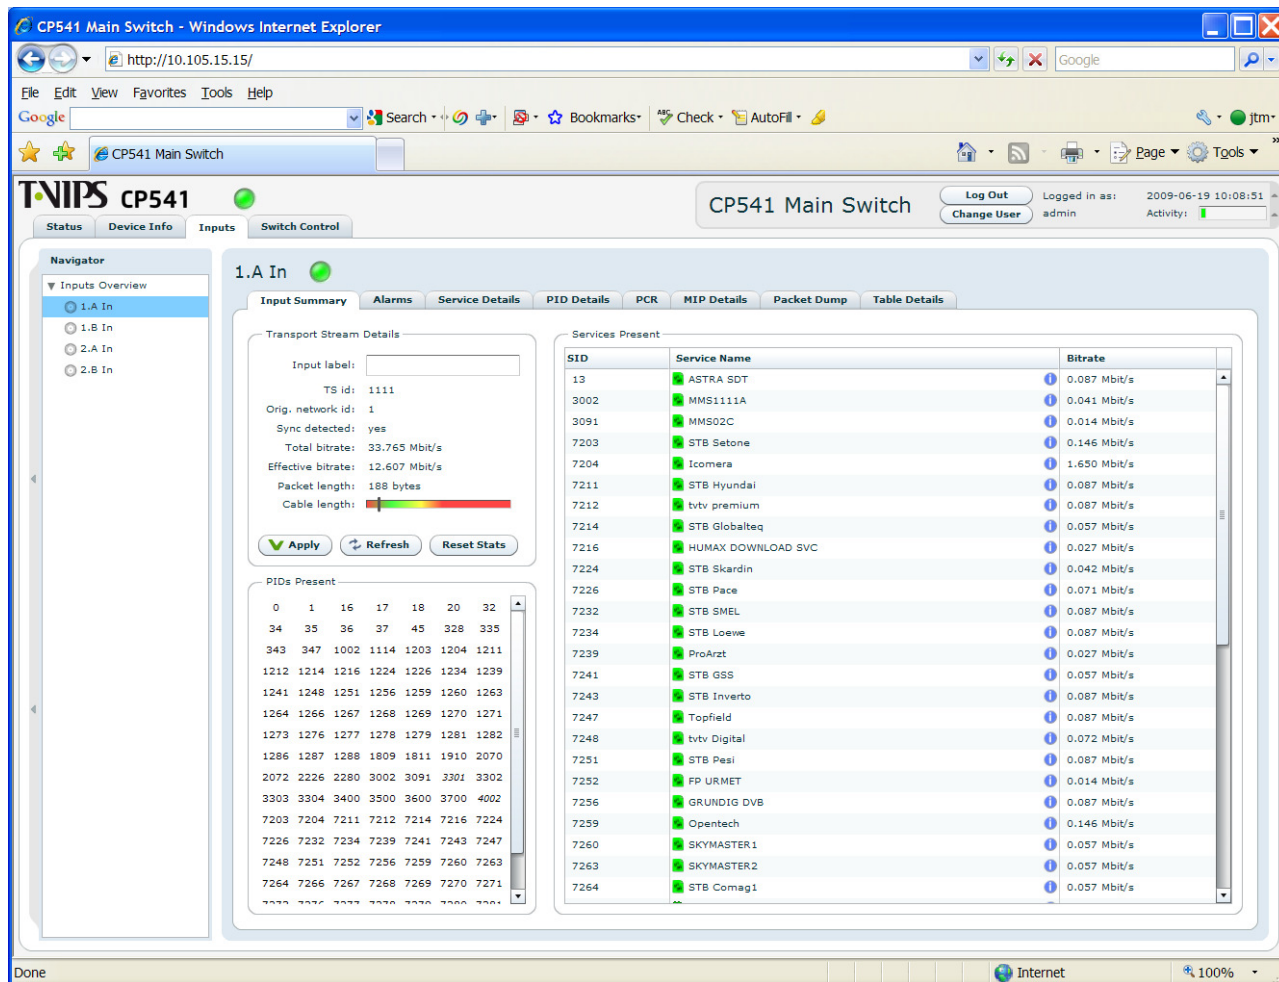 CP541 Main Switch - Windows Internet Explorer
http://10.105.15.15/
Google
File Edit View Favorites Tools Help
Google Search Bookmarks Check AutoFill jtm
CP541 Main Switch Page Tools
T-VIPS CP541
CP541 Main Switch
Log Out
Change User
Logged in as:
admin
2009-06-19 10:08:51
Activity:
Status Device Info Inputs Switch Control
Navigator
Inputs Overview
1.A In
1.B In
2.A In
2.B In
1.A In
Input Summary Alarms Service Details PID Details PCR MIP Details Packet Dump Table Details
Transport Stream Details
Input label:
TS id: 1111
Orig. network id: 1
Sync detected: yes
Total bitrate: 33.765 Mbit/s
Effective bitrate: 12.607 Mbit/s
Packet length: 188 bytes
Cable length:
Apply Refresh Reset Stats
PIDs Present
0 1 16 17 18 20 32
34 35 36 37 45 328 335
343 347 1002 1114 1203 1204 1211
1212 1214 1216 1224 1226 1234 1239
1241 1248 1251 1256 1259 1260 1263
1264 1266 1267 1268 1269 1270 1271
1273 1276 1277 1278 1279 1281 1282
1286 1287 1288 1809 1811 1910 2070
2072 2226 2280 3002 3091 3301 3302
3303 3304 3400 3500 3600 3700 4002
7203 7204 7211 7212 7214 7216 7224
7226 7232 7234 7239 7241 7243 7247
7248 7251 7252 7256 7259 7260 7263
7264 7266 7267 7268 7269 7270 7271
Services Present
SID Service Name Bitrate
13 ASTRA SDT 0.087 Mbit/s
3002 MMS1111A 0.041 Mbit/s
3091 MMS02C 0.014 Mbit/s
7203 STB Setone 0.146 Mbit/s
7204 Icomera 1.650 Mbit/s
7211 STB Hyundai 0.087 Mbit/s
7212 tvtv premium 0.087 Mbit/s
7214 STB Globalteq 0.057 Mbit/s
7216 HUMAX DOWNLOAD SVC 0.027 Mbit/s
7224 STB Skardin 0.042 Mbit/s
7226 STB Pace 0.071 Mbit/s
7232 STB SMEL 0.087 Mbit/s
7234 STB Loewe 0.087 Mbit/s
7239 ProArzt 0.027 Mbit/s
7241 STB GSS 0.057 Mbit/s
7243 STB Inverto 0.087 Mbit/s
7247 Topfield 0.087 Mbit/s
7248 tvtv Digital 0.072 Mbit/s
7251 STB Pesi 0.087 Mbit/s
7252 FP URMET 0.014 Mbit/s
7256 GRUNDIG DVB 0.087 Mbit/s
7259 Opentech 0.146 Mbit/s
7260 SKYMASTER1 0.057 Mbit/s
7263 SKYMASTER2 0.057 Mbit/s
7264 STB Comag1 0.057 Mbit/s
Done Internet 100%